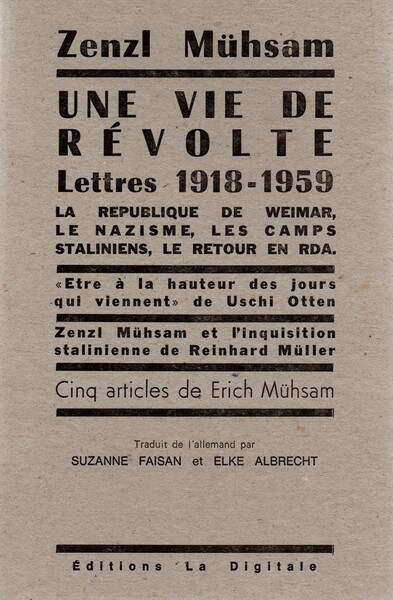 Zenzl Mühsam
UNE VIE DE
RÉVOLTE
Lettres 1918-1959
LA REPUBLIQUE DE WEIMAR,
LE NAZISME, LES CAMPS
STALINIENS, LE RETOUR EN RDA.
«Etre à la hauteur des jours
qui viennent» de Uschi Otten
Zenzl Mühsam et l'inquisition
stalinienne de Reinhard Müller
Cinq articles de Erich Mühsam
Traduit de l'allemand par
SUZANNE FAISAN et ELKE ALBRECHT
Éditions La Digitale